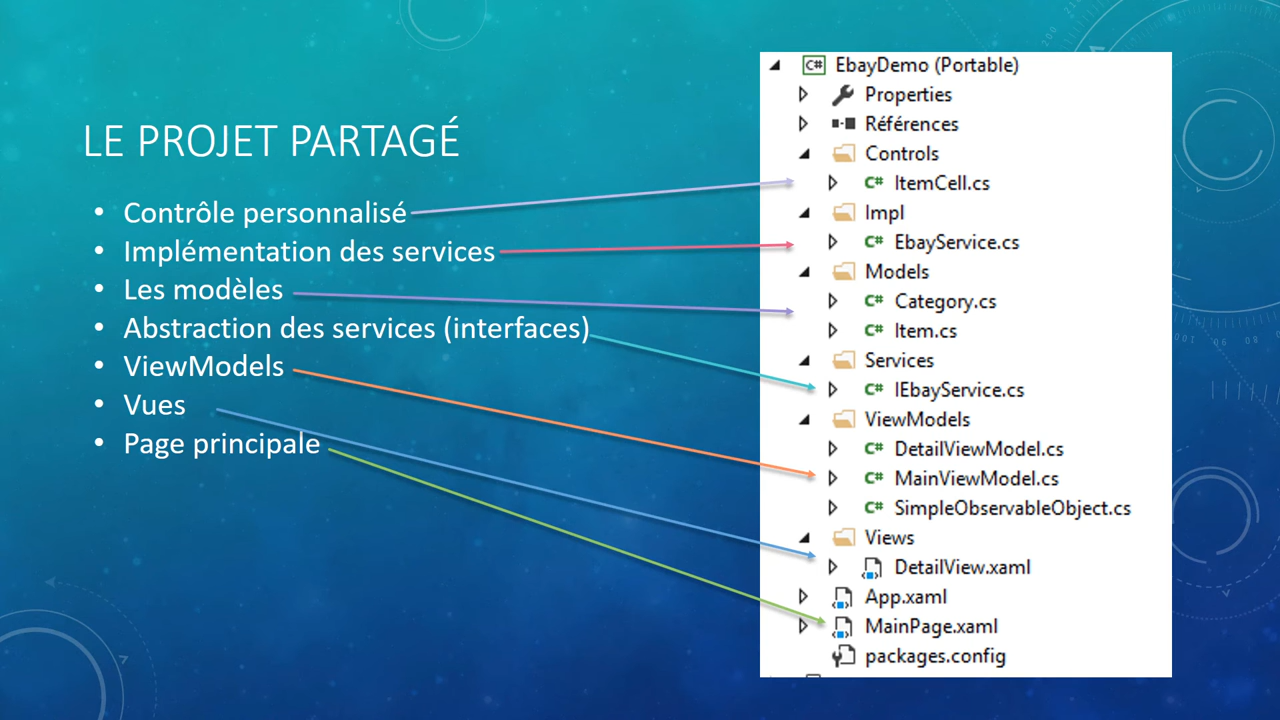 LE PROJET PARTAGÉ
• Contrôle personnalisé
• Implémentation des services
• Les modèles
• Abstraction des services (interfaces)
• ViewModels
• Vues
• Page principale
C# EbayDemo (Portable)
Properties
Références
Controls
C# ItemCell.cs
Impl
C# EbayService.cs
Models
C# Category.cs
C# Item.cs
Services
C# IEbayService.cs
ViewModels
C# DetailViewModel.cs
C# MainViewModel.cs
C# SimpleObservableObject.cs
Views
DetailView.xaml
App.xaml
MainPage.xaml
packages.config